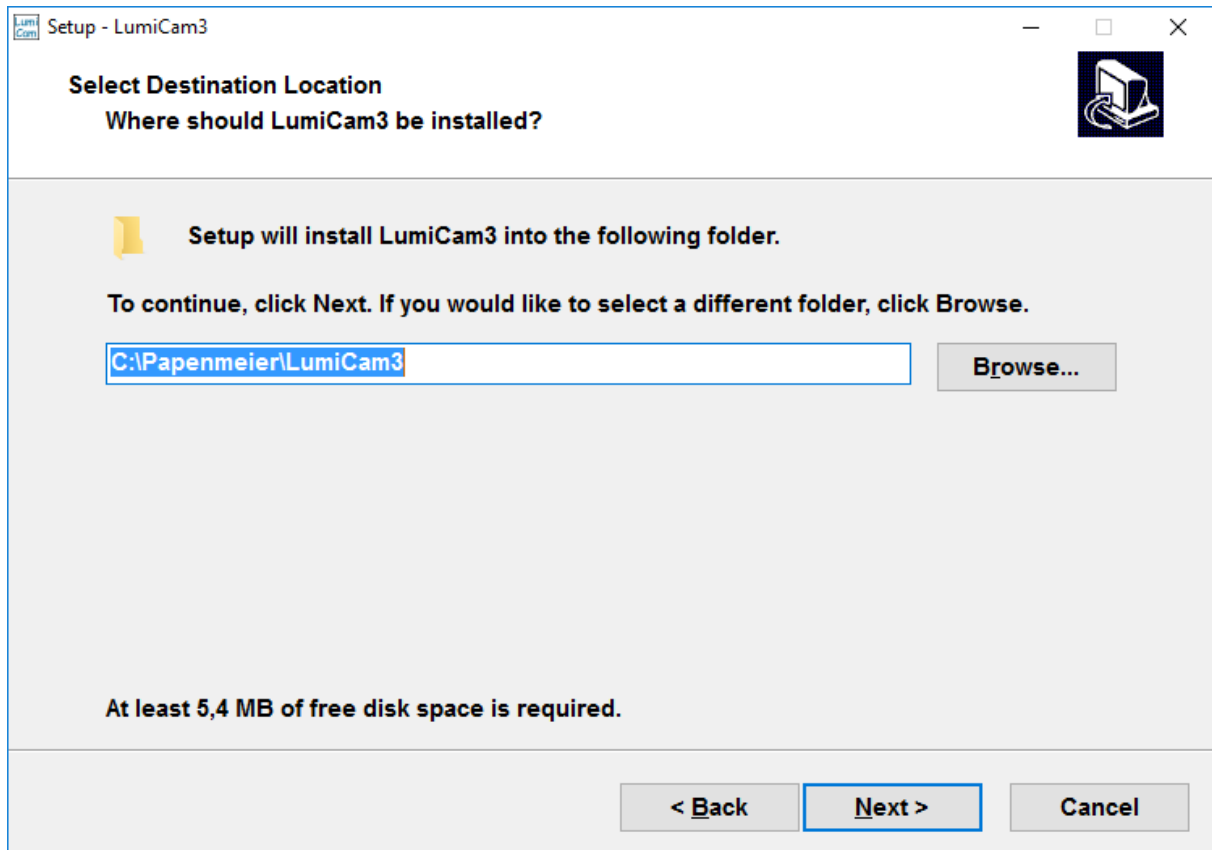 Lumi
Com
Setup - LumiCam3
Select Destination Location
Where should LumiCam3 be installed?
Setup will install LumiCam3 into the following folder.
To continue, click Next. If you would like to select a different folder, click Browse.
C:\Papenmeier\LumiCam3
Browse...
At least 5,4 MB of free disk space is required.
< Back
Next >
Cancel